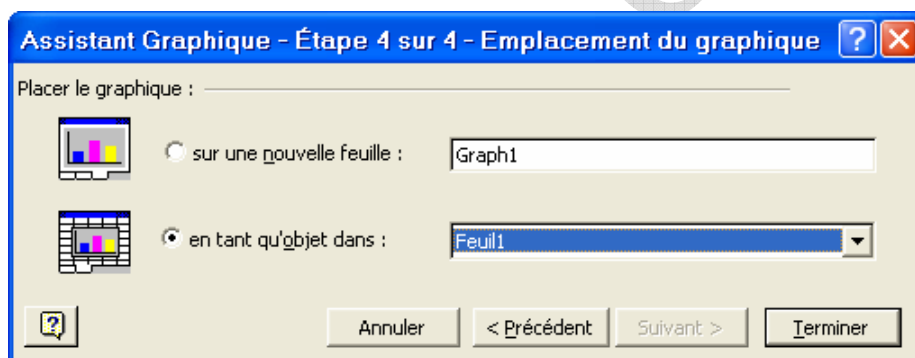 Assistant Graphique - Étape 4 sur 4 - Emplacement du graphique
Placer le graphique :
sur une nouvelle feuille : Graph1
en tant qu'objet dans : Feuil1
Annuler < Précédent Suivant > Terminer